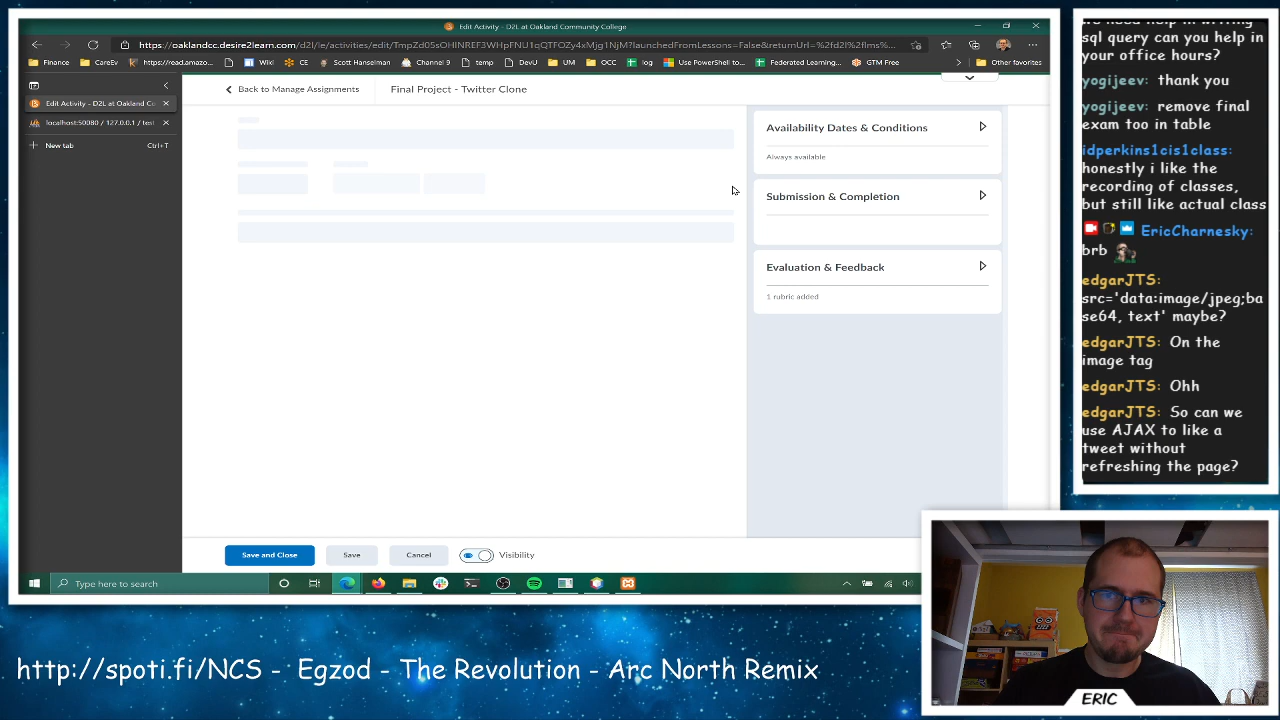 Edit Activity - D2L at Oakland Community College
https://oaklandcc.desire2learn.com/d2l/le/activities/edit/
Finance
CareEv
https://read.amazo...
Wiki
CE
Scott Hanselman
Channel 9
temp
DevU
UM
OCC
log
Use PowerShell to...
Federated Learning...
GTM Free
Other favorites
Edit Activity - D2L at Oakland Co
localhost:50080 / 127.0.0.1 / test
New tab
Ctrl+T
Back to Manage Assignments
Final Project - Twitter Clone
Availability Dates & Conditions
Always available
Submission & Completion
Evaluation & Feedback
1 rubric added
Save and Close
Save
Cancel
Visibility
Type here to search
we need help in writing
sql query can you help in
your office hours?
yogijeev: thank you
yogijeev: remove final
exam too in table
idperkins1cis1class:
honestly i like the
recording of classes,
but still like actual class
EricCharnesky:
brb
edgarJTS:
src='data:image/jpeg;ba
se64, text' maybe?
edgarJTS: On the
image tag
edgarJTS: Ohh
edgarJTS: So can we
use AJAX to like a
tweet without
refreshing the page?
ERIC
http://spoti.fi/NCS - Egzod - The Revolution - Arc North Remix